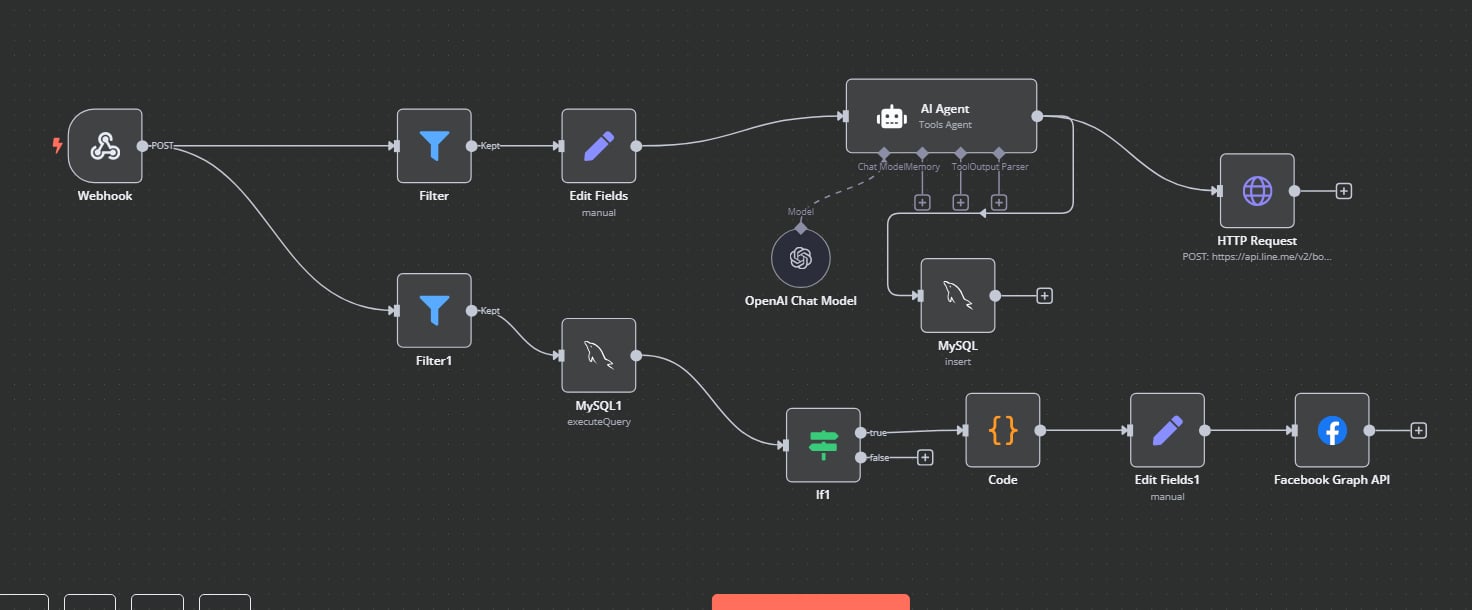 Webhook
POST
Filter
Kept
Edit Fields
manual
AI Agent
Tools Agent
Chat Model
Memory
Tool
Output Parser
Model
OpenAI Chat Model
HTTP Request
POST: https://api.line.me/v2/bo...
MySQL
insert
Filter1
Kept
MySQL1
executeQuery
If1
true
false
Code
Edit Fields1
manual
Facebook Graph API